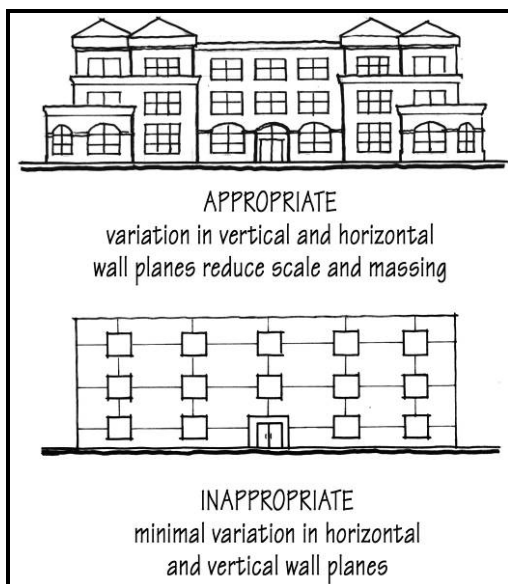 APPROPRIATE
variation in vertical and horizontal
wall planes reduce scale and massing
INAPPROPRIATE
minimal variation in horizontal
and vertical wall planes